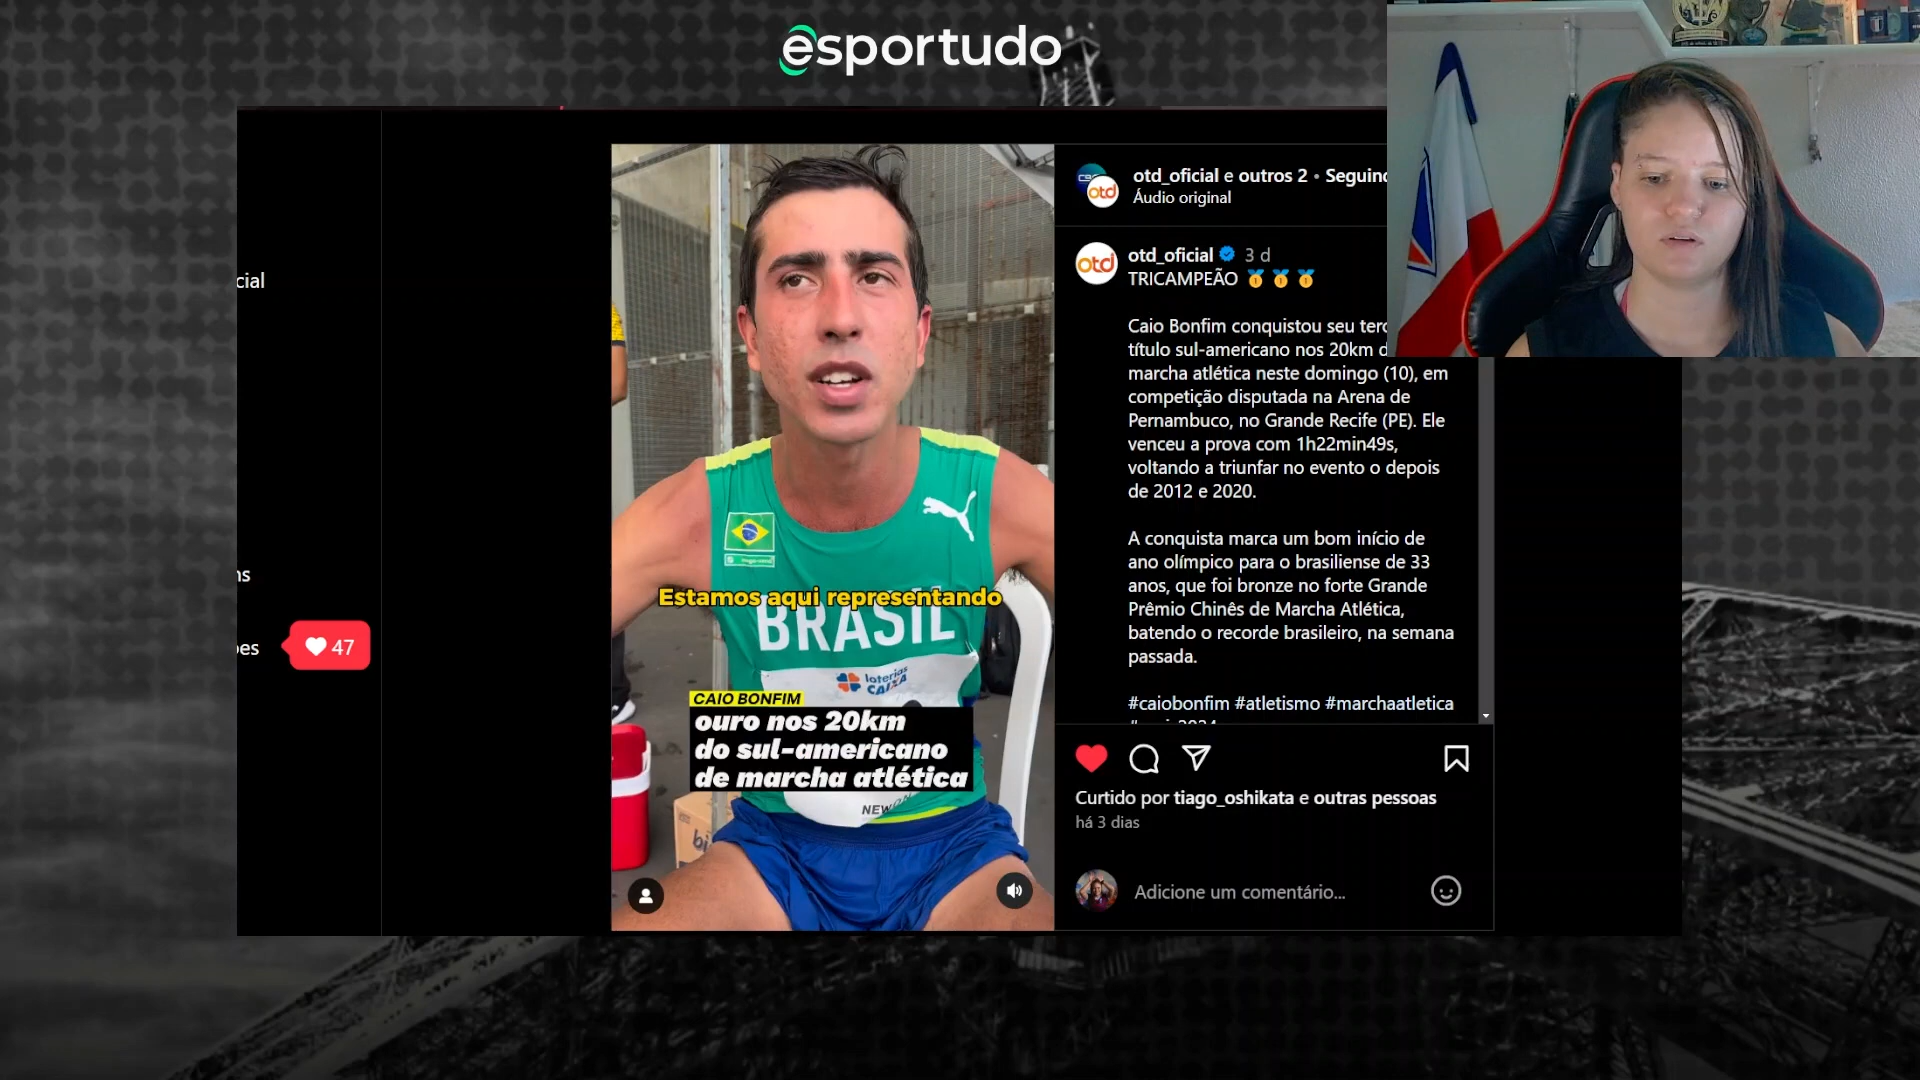 esportudo
cial
ns
bes
47
Estamos aqui representando
BRASIL
loterias
CAIXA
CAIO BONFIM
ouro nos 20km
do sul-americano
de marcha atlética
NEW ON
otd_oficial e outros 2 • Seguind
Áudio original
otd
otd_oficial 3 d
TRICAMPEÃO 🥇🥇🥇
Caio Bonfim conquistou seu terc
título sul-americano nos 20km d
marcha atlética neste domingo (10), em
competição disputada na Arena de
Pernambuco, no Grande Recife (PE). Ele
venceu a prova com 1h22min49s,
voltando a triunfar no evento o depois
de 2012 e 2020.
A conquista marca um bom início de
ano olímpico para o brasiliense de 33
anos, que foi bronze no forte Grande
Prêmio Chinês de Marcha Atlética,
batendo o recorde brasileiro, na semana
passada.
#caiobonfim #atletismo #marchaatletica
Curtido por tiago_oshikata e outras pessoas
há 3 dias
Adicione um comentário...